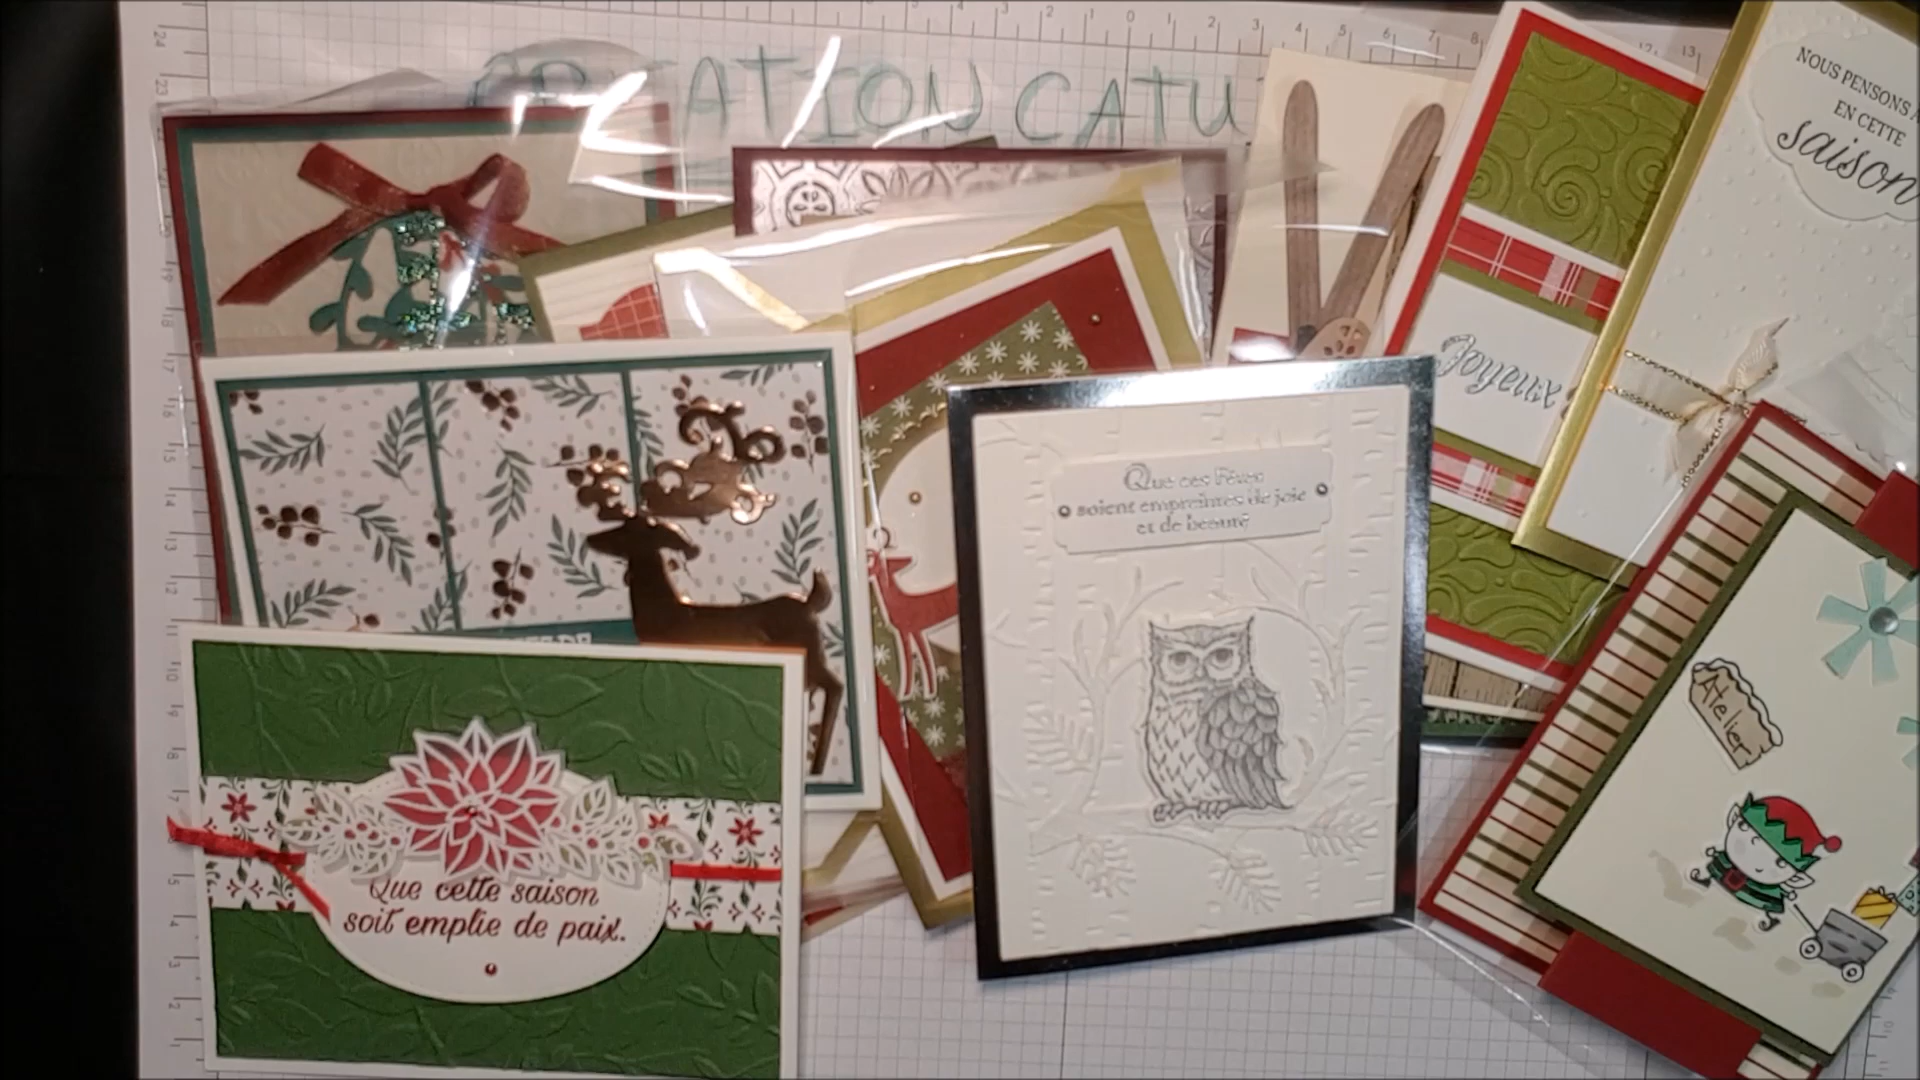 CREATION CATU
NOUS PENSONS À
EN CETTE
saison
Joyeux
Que ces Fêtes
soient empreintes de joie
et de beauté
Atelier
Que cette saison
soit emplie de paix.